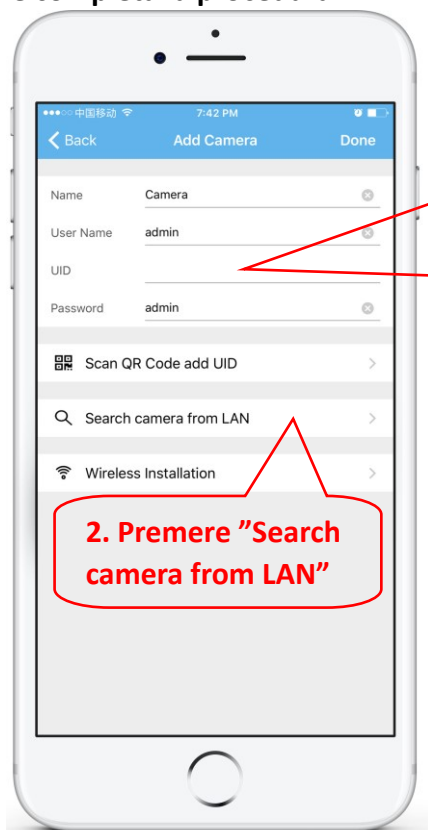 中国移动 7:42 PM
Back Add Camera Done
Name Camera
User Name admin
UID
Password admin
Scan QR Code add UID
Search camera from LAN
Wireless Installation
2. Premere ”Search
camera from LAN”